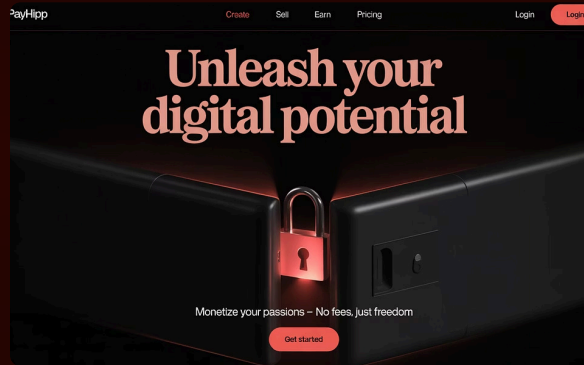 PayHipp
Create Sell Earn Pricing Login Login
Unleash your
digital potential
Monetize your passions – No fees, just freedom
Get started